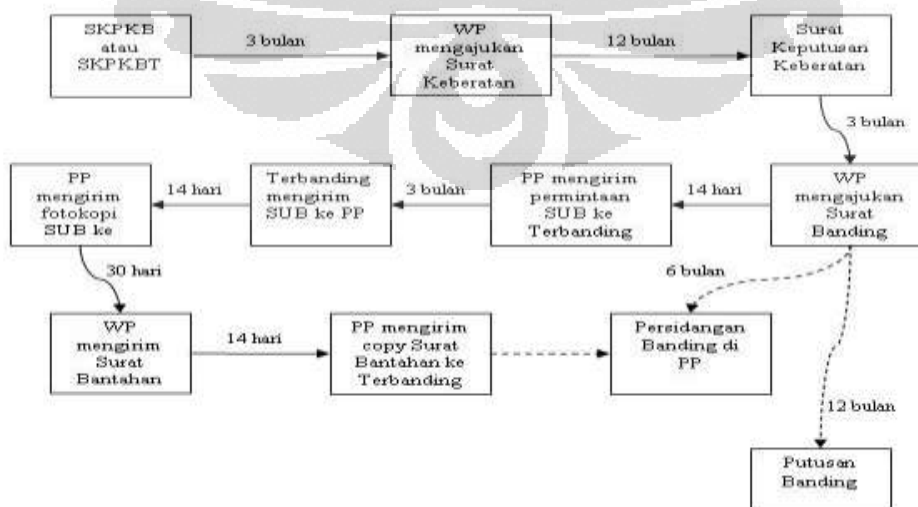 SKPKB
atau
SKPKBT
3 bulan
WP
mengajukan
Surat
Keberatan
12 bulan
Surat
Keputusan
Keberatan
3 bulan
WP
mengajukan
Surat
Banding
14 hari
PP mengirim
permintaan
SUB ke
Terbanding
3 bulan
Terbanding
mengirim
SUB ke PP
14 hari
PP
mengirim
fotokopi
SUB ke
30 hari
WP
mengirim
Surat
Bantahan
14 hari
PP mengirim
copy Surat
Bantahan ke
Terbanding
6 bulan
Persidangan
Banding di
PP
12 bulan
Putusan
Banding